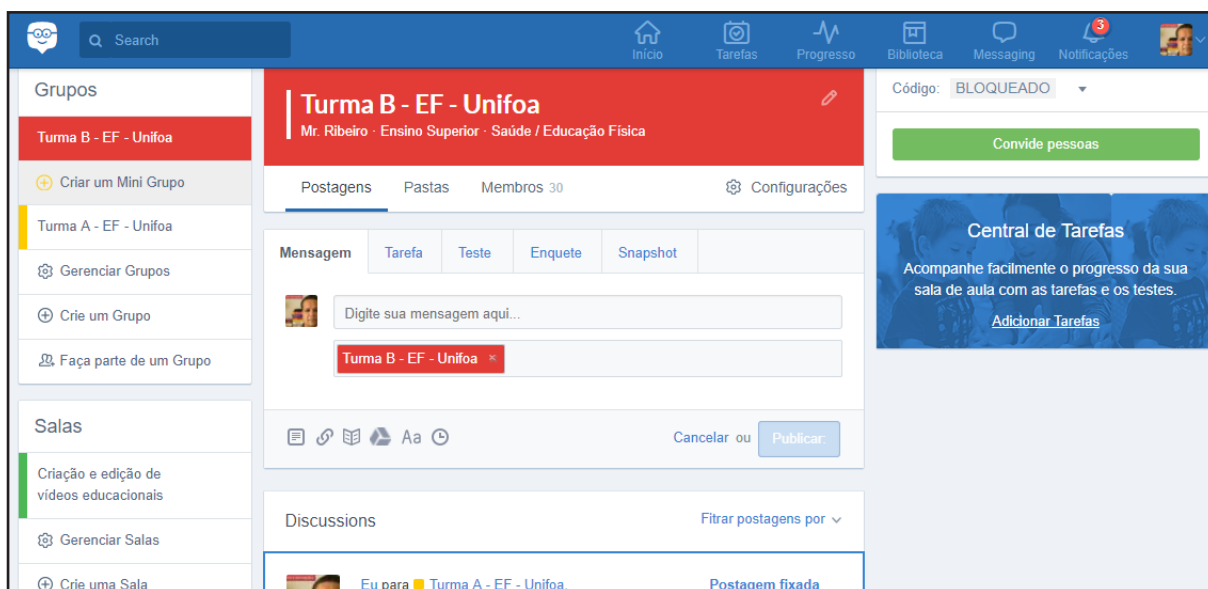 Search
Início
Tarefas
Progresso
Biblioteca
Messaging
3
Notificações
Grupos
Turma B - EF - Unifoa
Criar um Mini Grupo
Turma A - EF - Unifoa
Gerenciar Grupos
Crie um Grupo
Faça parte de um Grupo
Salas
Criação e edição de
vídeos educacionais
Gerenciar Salas
Crie uma Sala
Turma B - EF - Unifoa
Mr. Ribeiro · Ensino Superior · Saúde / Educação Física
Postagens Pastas Membros 30 Configurações
Mensagem Tarefa Teste Enquete Snapshot
Digite sua mensagem aqui...
Turma B - EF - Unifoa ×
Aa
Cancelar ou Publicar:
Discussions Fitrar postagens por
Eu para Turma A - EF - Unifoa. Postagem fixada
Código: BLOQUEADO
Convide pessoas
Central de Tarefas
Acompanhe facilmente o progresso da sua
sala de aula com as tarefas e os testes.
Adicionar Tarefas